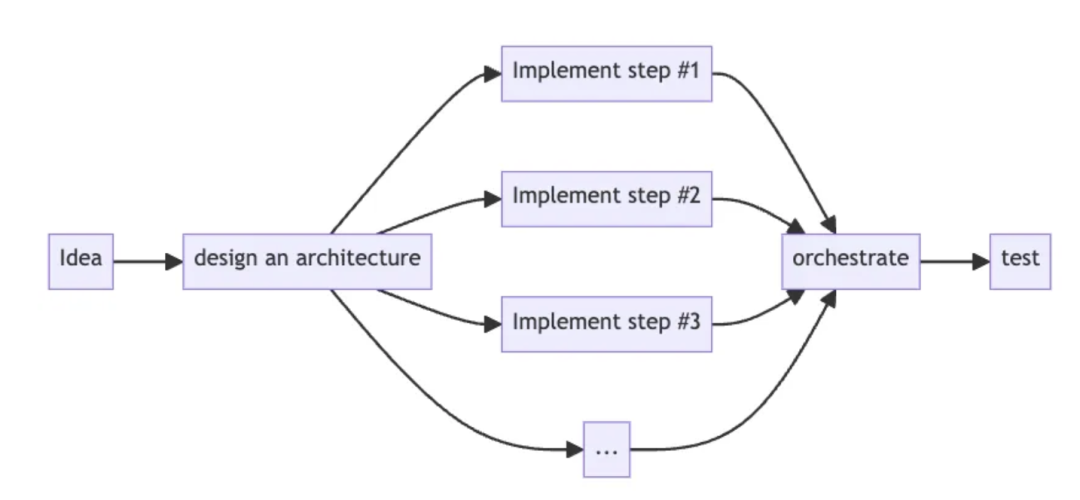 Idea
design an architecture
Implement step #1
Implement step #2
Implement step #3
...
orchestrate
test